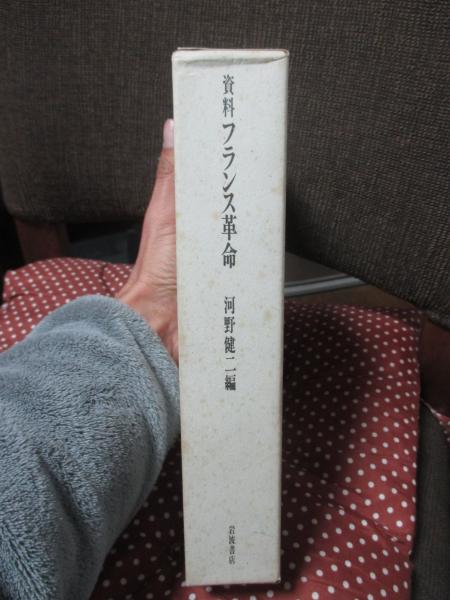 資料 フランス革命
河野健二編
岩波書店